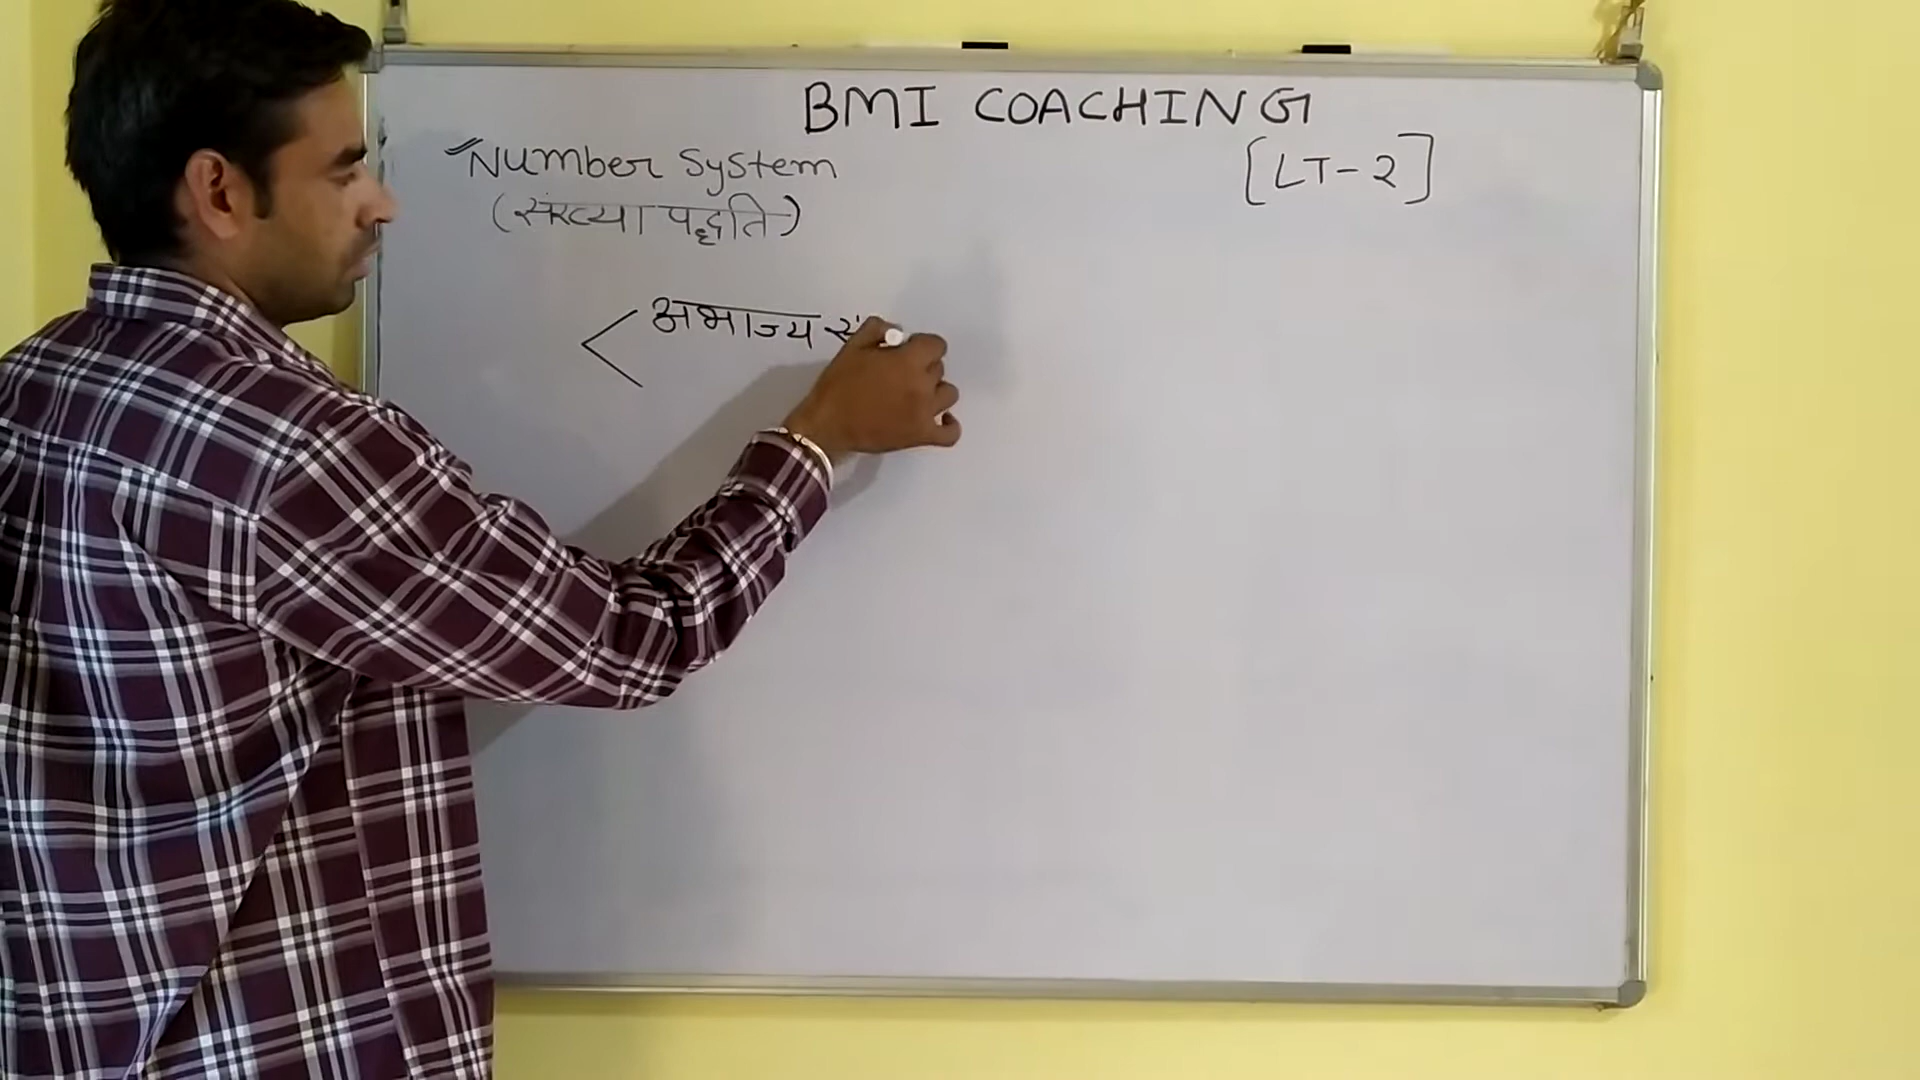 BMI COACHING
Number System
[LT-2]
(संख्या पद्धति)
अभाज्य सं